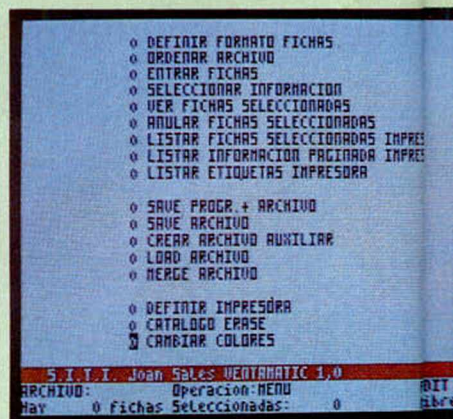 o DEFINIR FORMATO FICHAS
o ORDENAR ARCHIVO
o ENTRAR FICHAS
o SELECCIONAR INFORMACION
o VER FICHAS SELECCIONADAS
o ANULAR FICHAS SELECCIONADAS
o LISTAR FICHAS SELECCIONADAS IMPRES
o LISTAR INFORMACION PAGINADA IMPRES
o LISTAR ETIQUETAS IMPRESORA
o SAVE PROGR.+ ARCHIVO
o SAVE ARCHIVO
o CREAR ARCHIVO AUXILIAR
o LOAD ARCHIVO
o MERGE ARCHIVO
o DEFINIR IMPRESORA
o CATALOGO ERASE
CAMBIAR COLORES
S.I.T.I. Joan Sales VENTAMATIC 1,0
ARCHIVO: Operacion:MENU
Hay 0 fichas Seleccionadas: 0